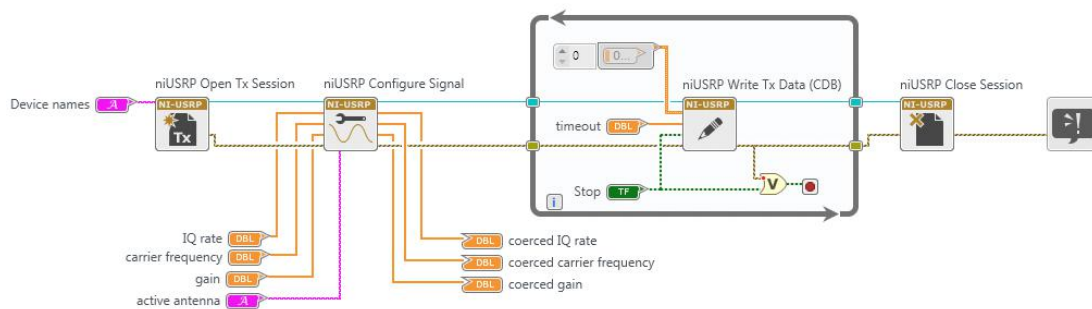 niUSRP Open Tx Session
niUSRP Configure Signal
niUSRP Write Tx Data (CDB)
niUSRP Close Session
Device names
NI-USRP
Tx
NI-USRP
0
0...
NI-USRP
NI-USRP
timeout
DBL
Stop
TF
V
i
IQ rate
DBL
DBL
coerced IQ rate
carrier frequency
DBL
DBL
coerced carrier frequency
gain
DBL
DBL
coerced gain
active antenna